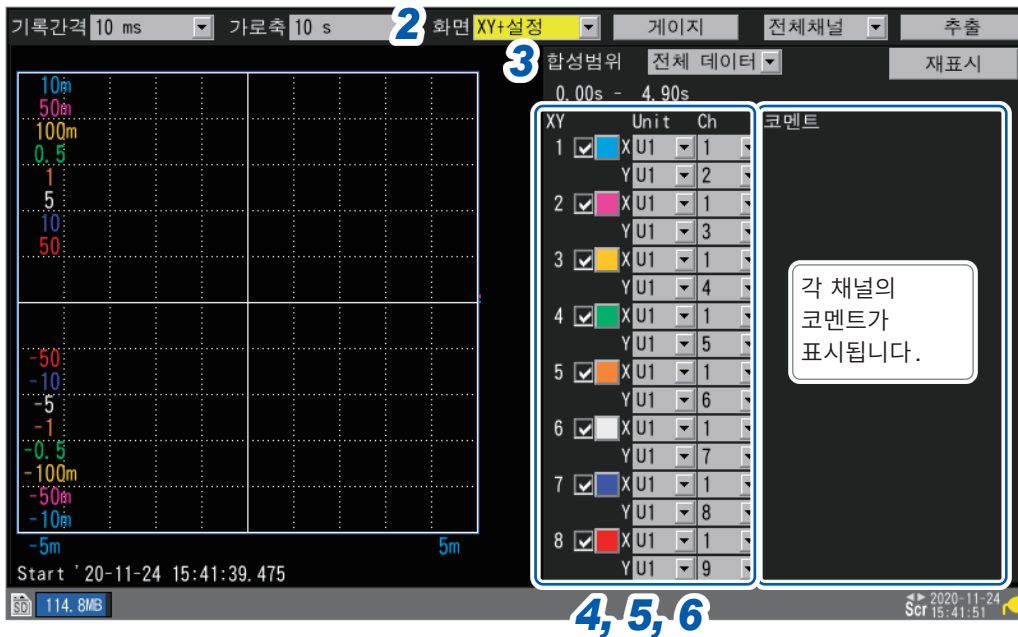 기록간격 10 ms 가로축 10 s 2 화면 XY+설정 게이지 전체채널 추출
3 합성범위 전체 데이터 재표시
0.00s - 4.90s
XY Unit Ch 코멘트
1 X U1 1
Y U1 2
2 X U1 1
Y U1 3
3 X U1 1
Y U1 4
4 X U1 1
Y U1 5
5 X U1 1
Y U1 6
6 X U1 1
Y U1 7
7 X U1 1
Y U1 8
8 X U1 1
Y U1 9
각 채널의
코멘트가
표시됩니다.
10m
50m
100m
0.5
1
5
10
50
-50
-10
-5
-1
-0.5
-100m
-50m
-10m
-5m 5m
Start '20-11-24 15:41:39.475
4, 5, 6
SD 114.8MB
2020-11-24
Scr 15:41:51